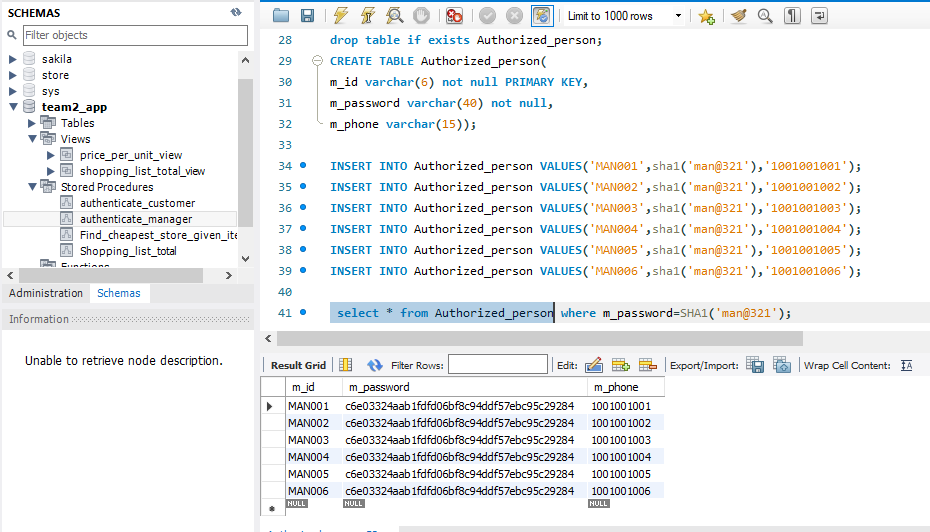 SCHEMAS
Filter objects
sakila
store
sys
team2_app
Tables
Views
price_per_unit_view
shopping_list_total_view
Stored Procedures
authenticate_customer
authenticate_manager
Find_cheapest_store_given_ite
Shopping_list_total
Functions
Administration Schemas
Information
Unable to retrieve node description.
Limit to 1000 rows
28 drop table if exists Authorized_person;
29 CREATE TABLE Authorized_person(
30 m_id varchar(6) not null PRIMARY KEY,
31 m_password varchar(40) not null,
32 m_phone varchar(15));
33
34 INSERT INTO Authorized_person VALUES('MAN001',sha1('man@321'),'1001001001');
35 INSERT INTO Authorized_person VALUES('MAN002',sha1('man@321'),'1001001002');
36 INSERT INTO Authorized_person VALUES('MAN003',sha1('man@321'),'1001001003');
37 INSERT INTO Authorized_person VALUES('MAN004',sha1('man@321'),'1001001004');
38 INSERT INTO Authorized_person VALUES('MAN005',sha1('man@321'),'1001001005');
39 INSERT INTO Authorized_person VALUES('MAN006',sha1('man@321'),'1001001006');
40
41 select * from Authorized_person where m_password=SHA1('man@321');
Result Grid Filter Rows: Edit: Export/Import: Wrap Cell Content:
m_id m_password m_phone
MAN001 c6e03324aab1fdfd06bf8c94ddf57ebc95c29284 1001001001
MAN002 c6e03324aab1fdfd06bf8c94ddf57ebc95c29284 1001001002
MAN003 c6e03324aab1fdfd06bf8c94ddf57ebc95c29284 1001001003
MAN004 c6e03324aab1fdfd06bf8c94ddf57ebc95c29284 1001001004
MAN005 c6e03324aab1fdfd06bf8c94ddf57ebc95c29284 1001001005
MAN006 c6e03324aab1fdfd06bf8c94ddf57ebc95c29284 1001001006
NULL NULL NULL